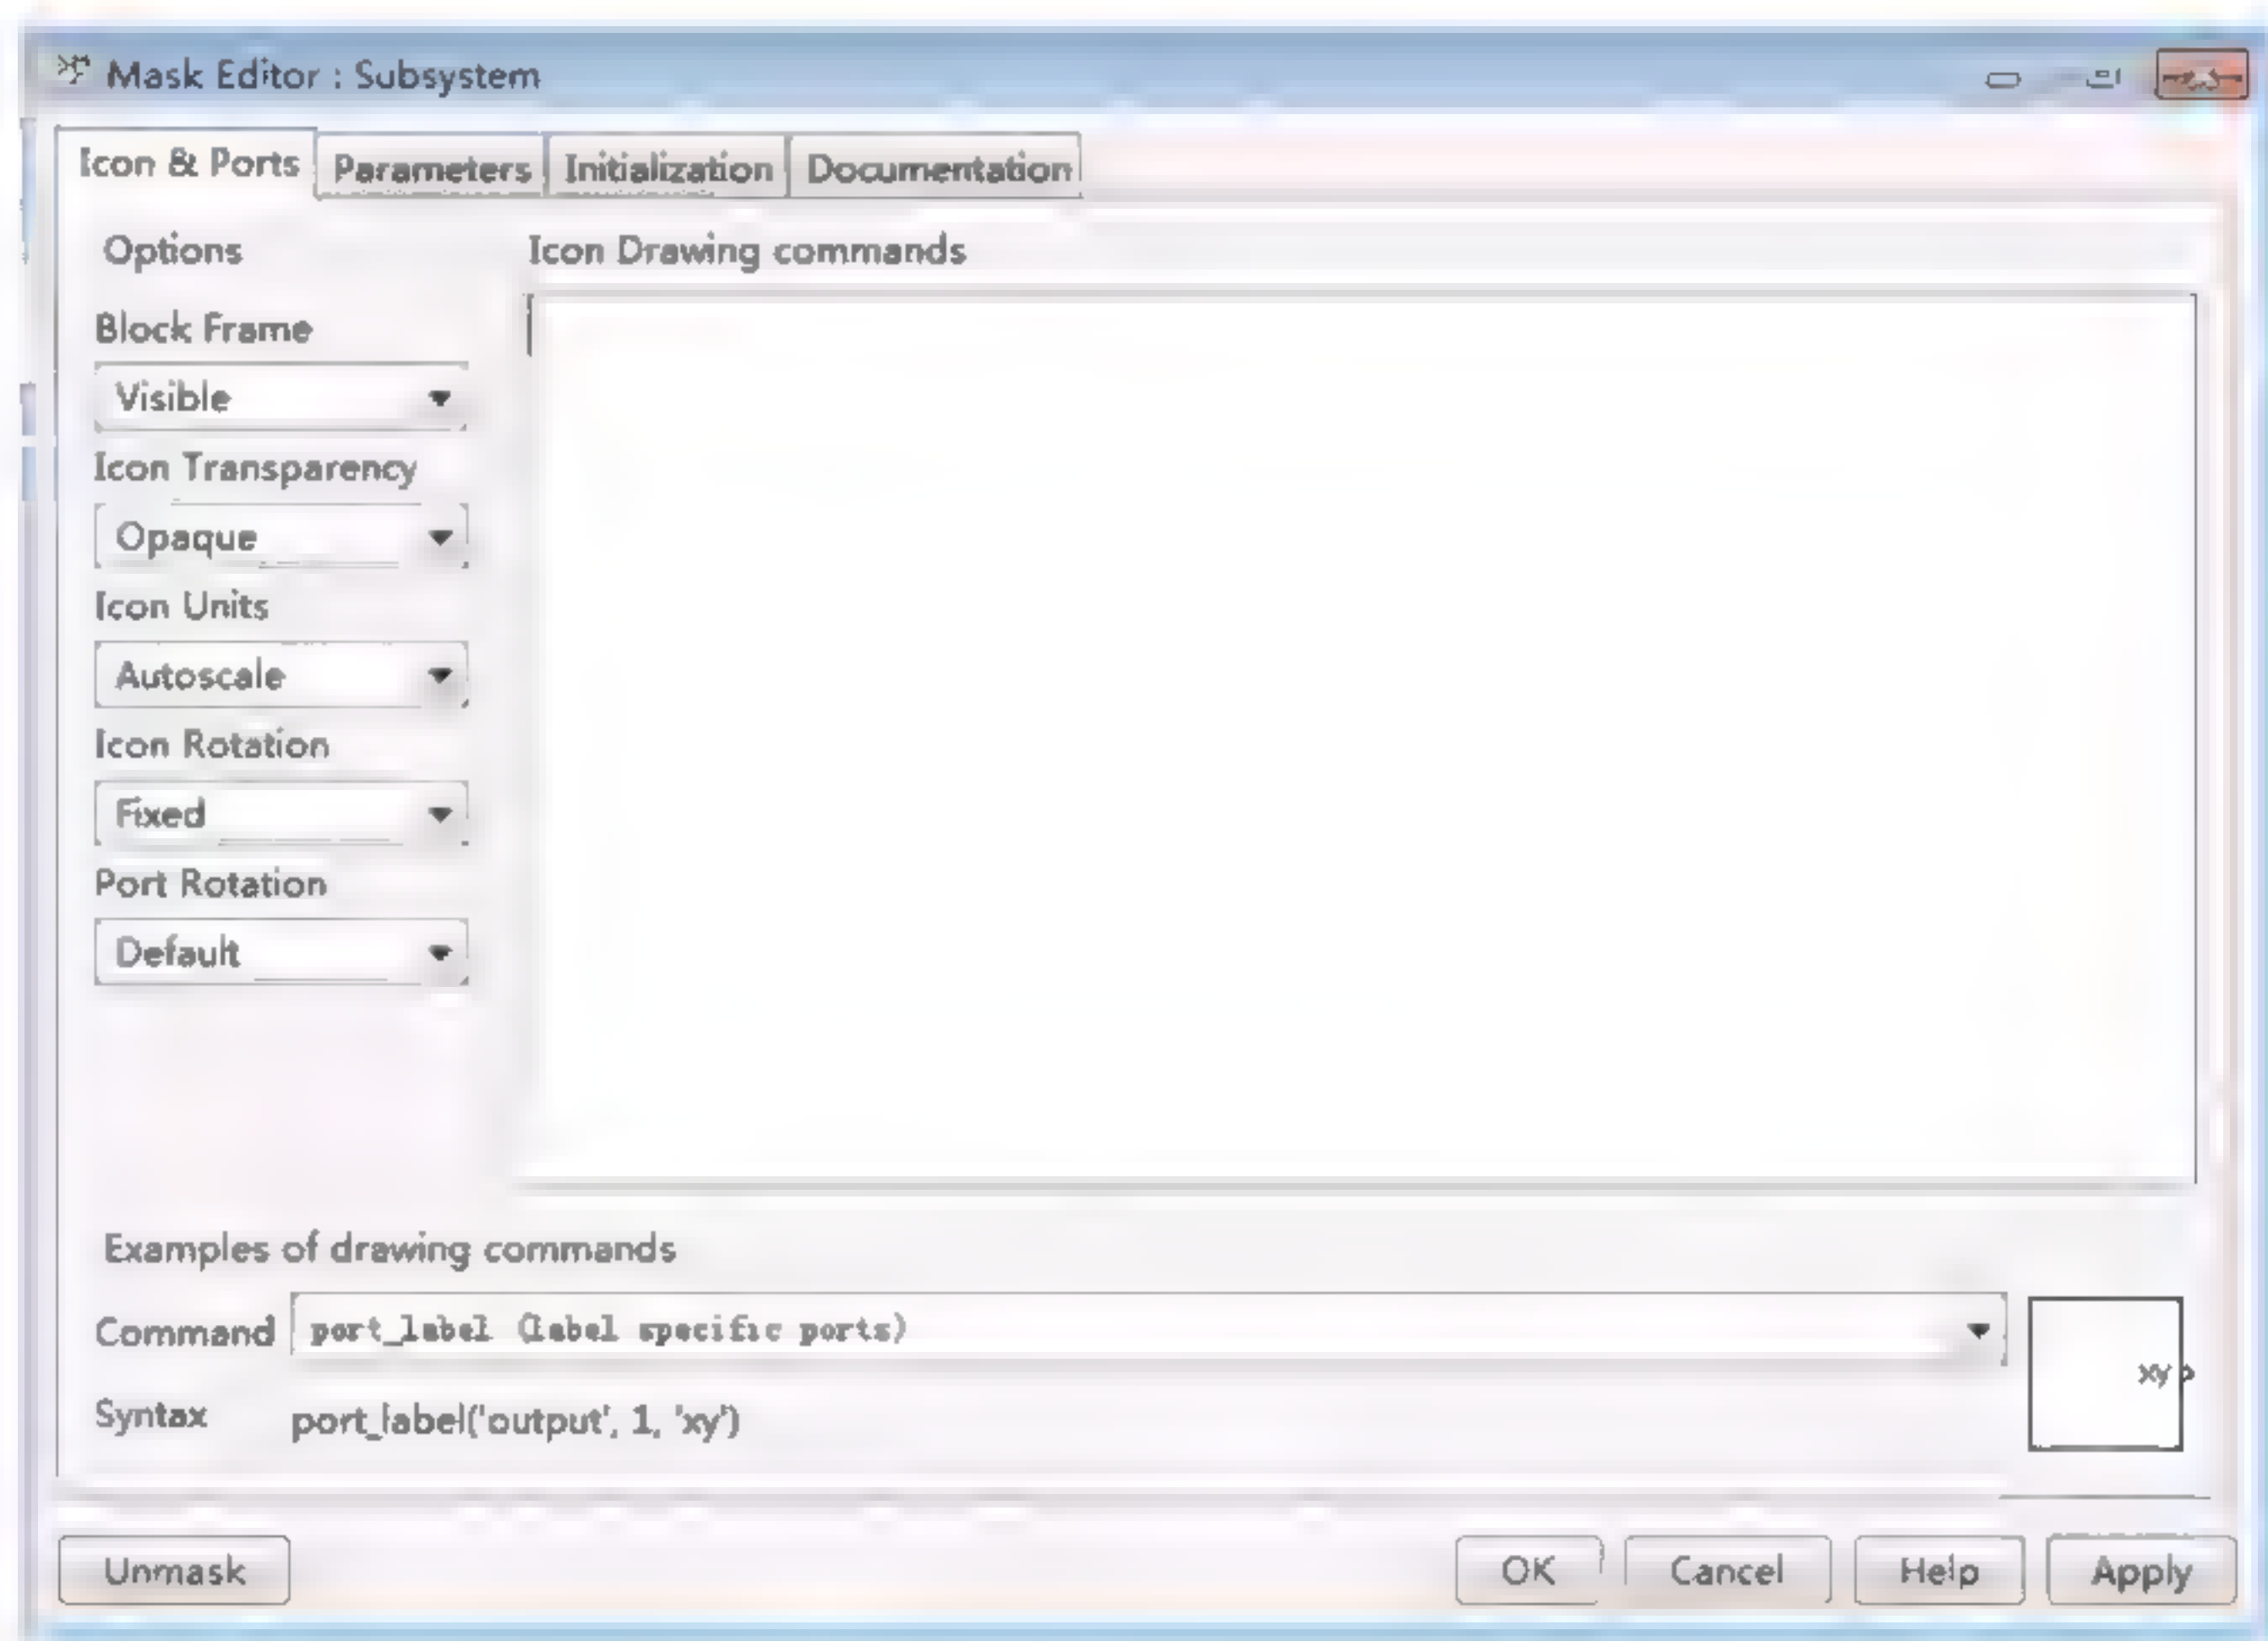 Mask Editor : Subsystem
Icon & Ports Parameters Initialization Documentation
Options
Icon Drawing commands
Block Frame
Visible
Icon Transparency
Opaque
Icon Units
Autoscale
Icon Rotation
Fixed
Port Rotation
Default
Examples of drawing commands
Command port_label (label specific ports)
xy
Syntax port_label('output', 1, 'xy')
Unmask OK Cancel Help Apply